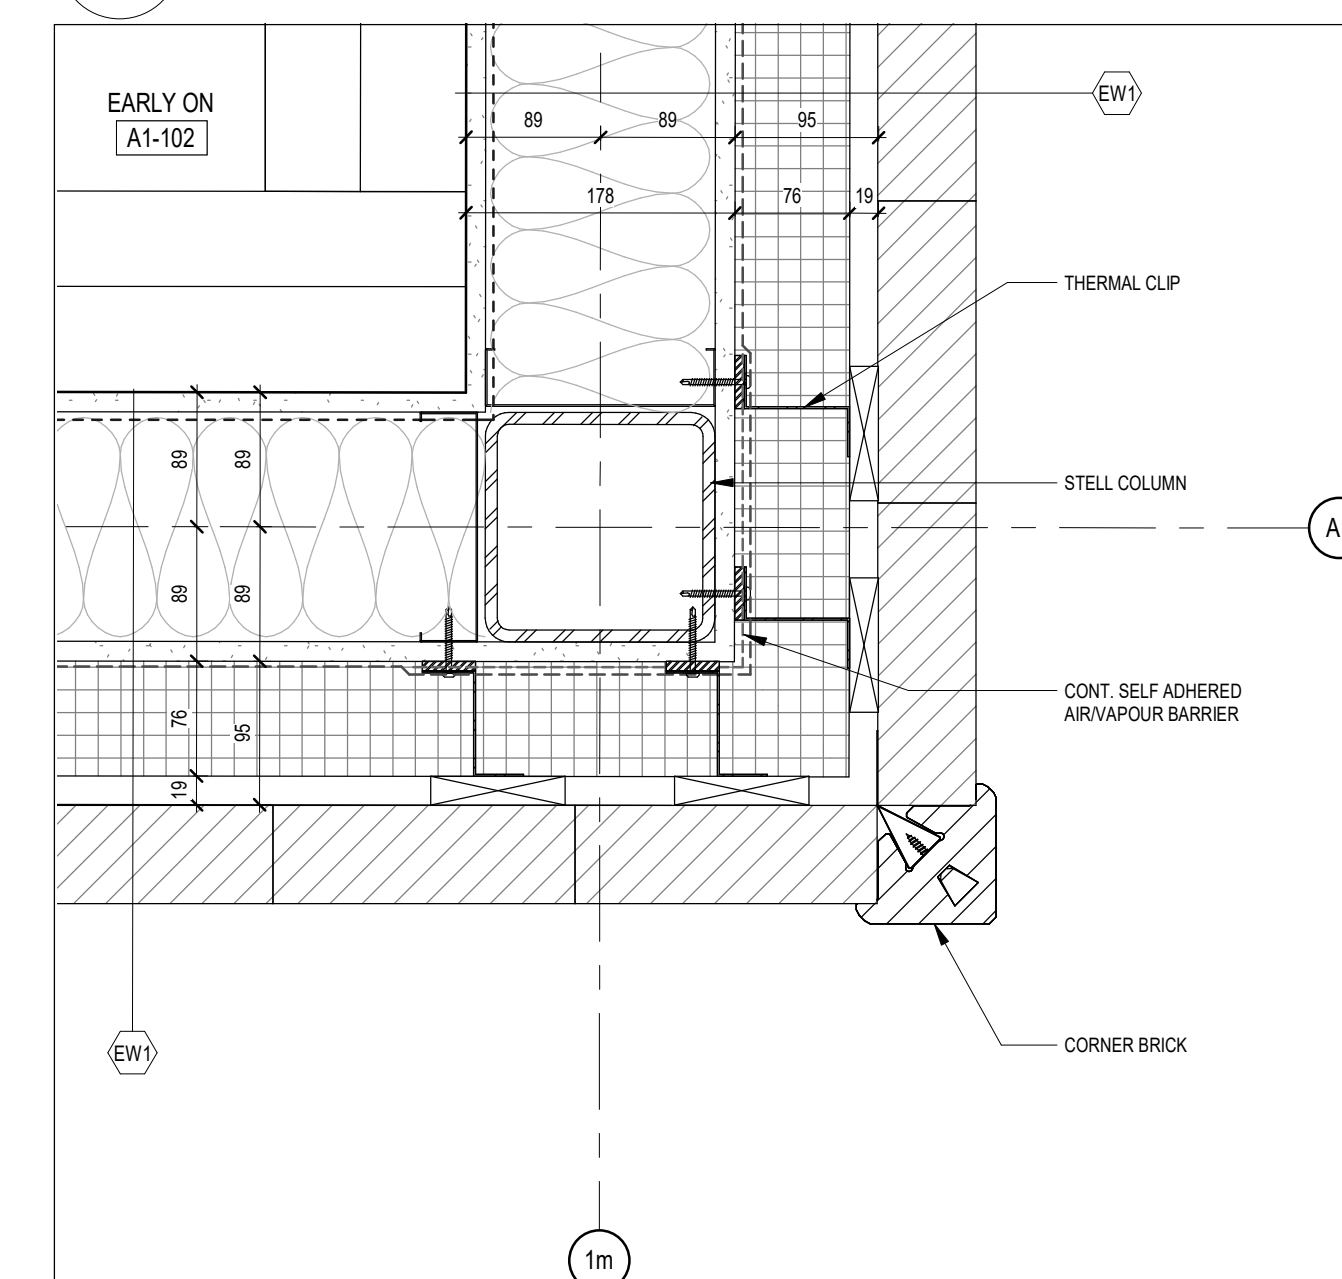 EARLY ON
A1-102
EW1
89
89
95
178
76
19
THERMAL CLIP
89
89
STELL COLUMN
A
89
89
CONT. SELF ADHERED
AIR/VAPOUR BARRIER
76
95
19
EW1
CORNER BRICK
1m